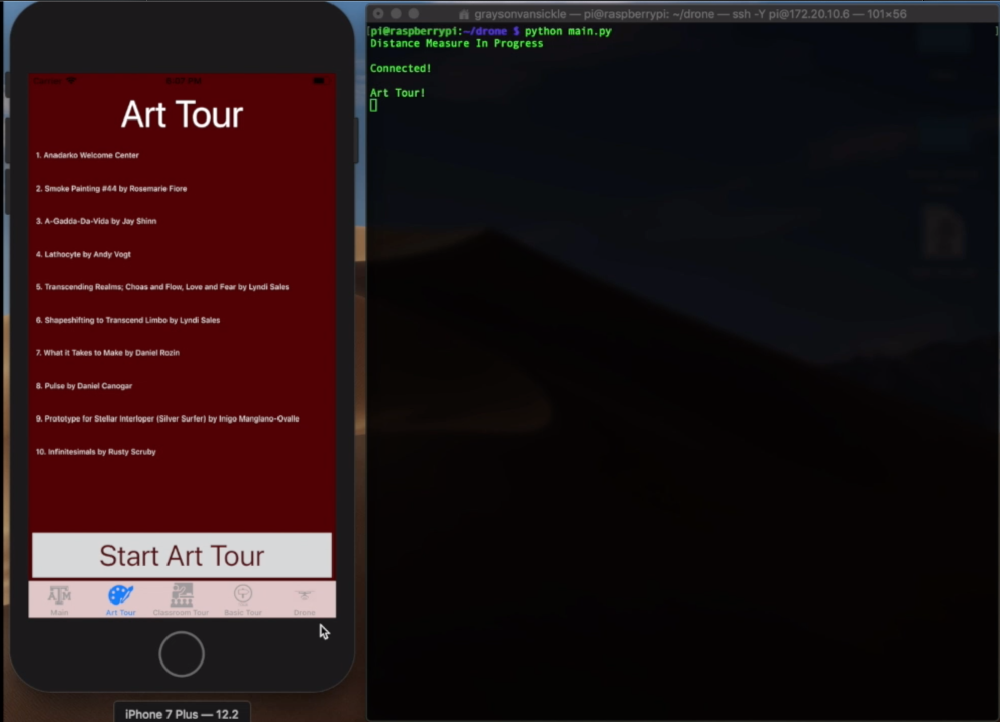 Carrier 6:07 PM
Art Tour
1. Anadarko Welcome Center
2. Smoke Painting #44 by Rosemarie Fiore
3. A-Gadda-Da-Vida by Jay Shinn
4. Lathocyte by Andy Vogt
5. Transcending Realms; Choas and Flow, Love and Fear by Lyndi Sales
6. Shapeshifting to Transcend Limbo by Lyndi Sales
7. What it Takes to Make by Daniel Rozin
8. Pulse by Daniel Canogar
9. Prototype for Stellar Interloper (Silver Surfer) by Inigo Manglano-Ovalle
10. Infinitesimals by Rusty Scruby
Start Art Tour
ATM
Main Art Tour Classroom Tour Basic Tour Drone
iPhone 7 Plus — 12.2
graysonvansickle — pi@raspberrypi: ~/drone — ssh -Y pi@172.20.10.6 — 101×56
[pi@raspberrypi:~/drone $ python main.py ]
Distance Measure In Progress
Connected!
Art Tour!